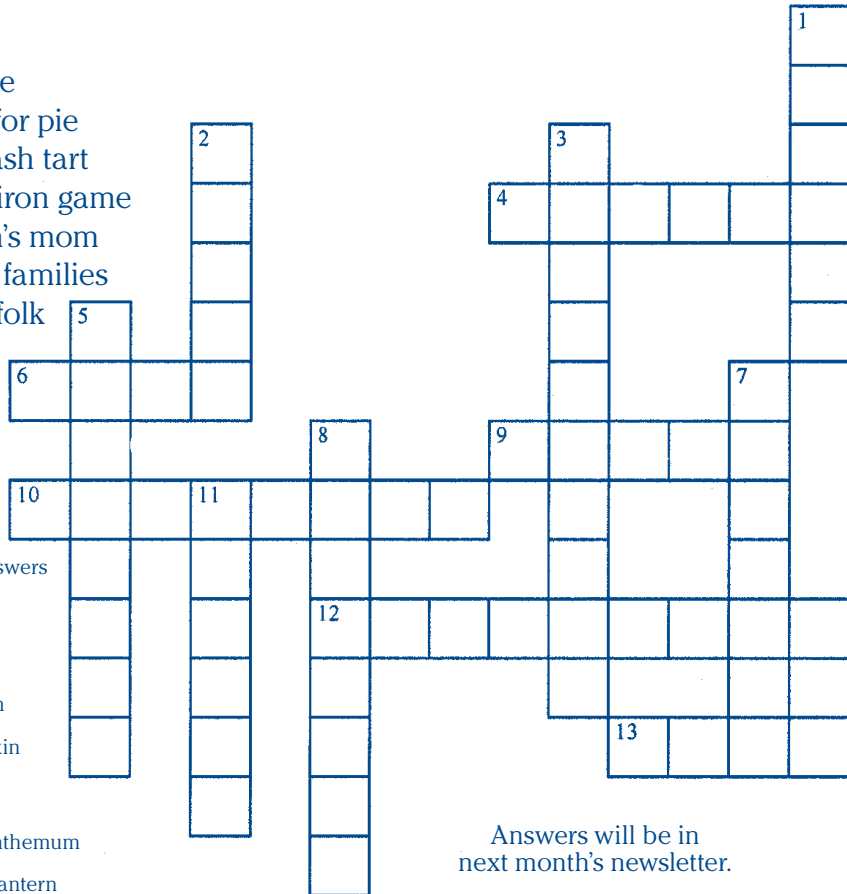 1
e
for pie
2
3
ash tart
iron game
4
n's mom
families
folk
5
6
7
8
9
10
11
swers
12
n
kin
13
Answers will be in
next month's newsletter.
nthemum
antern